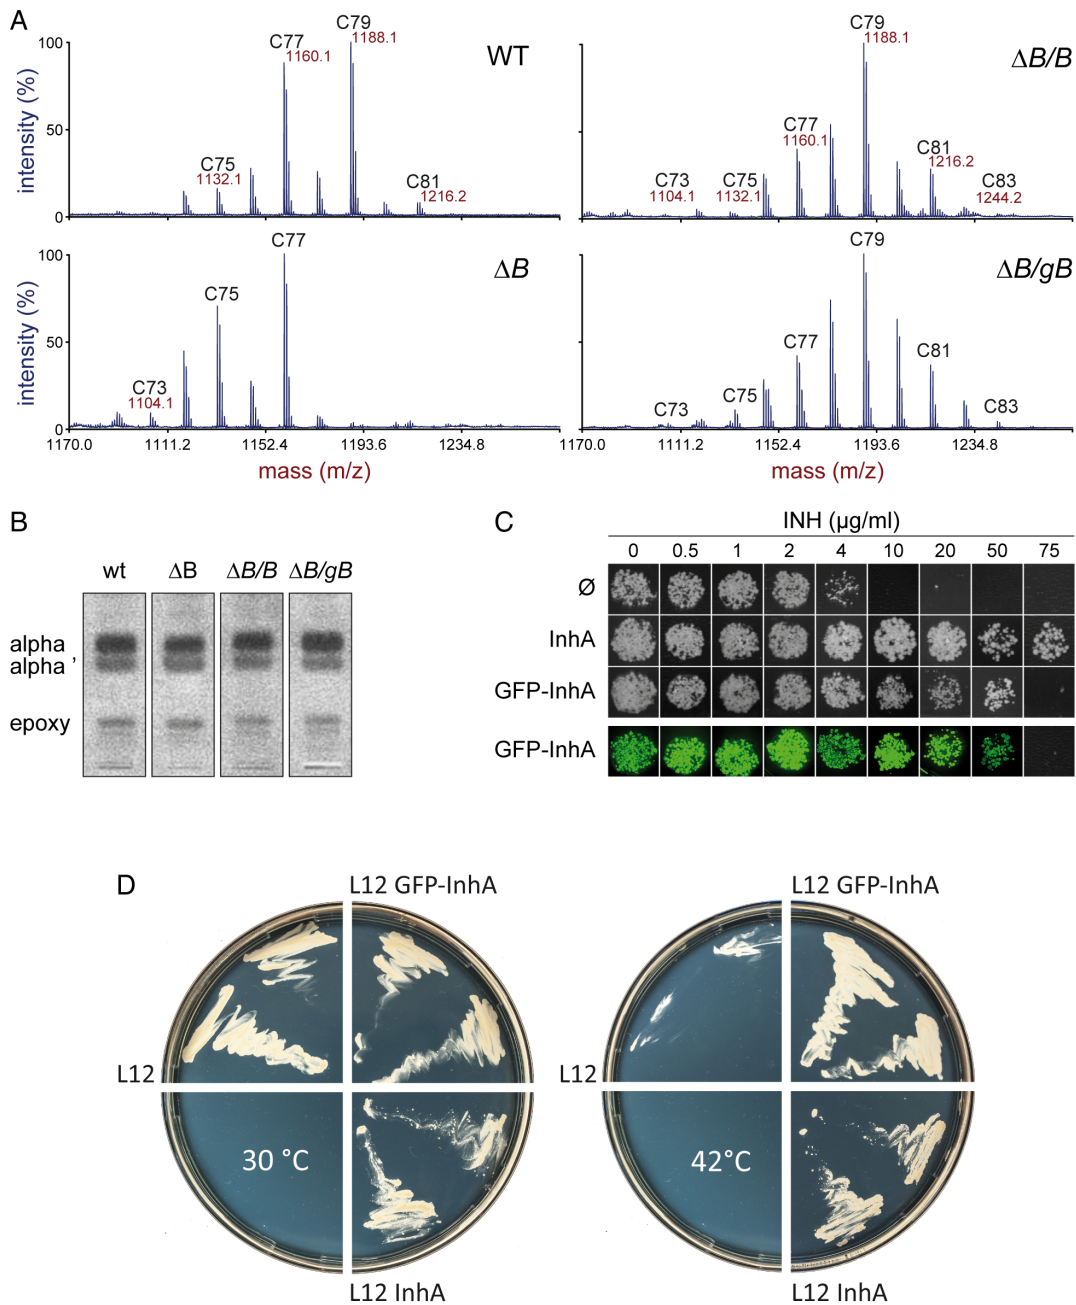 A
WT
100
50
0
intensity (%)
C75
1132.1
C77
1160.1
C79
1188.1
C81
1216.2
ΔB/B
C73
1104.1
C75
1132.1
C77
1160.1
C79
1188.1
C81
1216.2
C83
1244.2
ΔB
100
50
0
intensity (%)
C73
1104.1
C75
C77
1170.0 1111.2 1152.4 1193.6 1234.8
mass (m/z)
ΔB/gB
C73
C75
C77
C79
C81
C83
1170.0 1111.2 1152.4 1193.6 1234.8
mass (m/z)
B
wt ΔB ΔB/B ΔB/gB
alpha
alpha ’
epoxy
C
INH (µg/ml)
0 0.5 1 2 4 10 20 50 75
Ø
InhA
GFP-InhA
GFP-InhA
D
L12 GFP-InhA
L12
30 °C
L12 InhA
L12 GFP-InhA
L12
42°C
L12 InhA